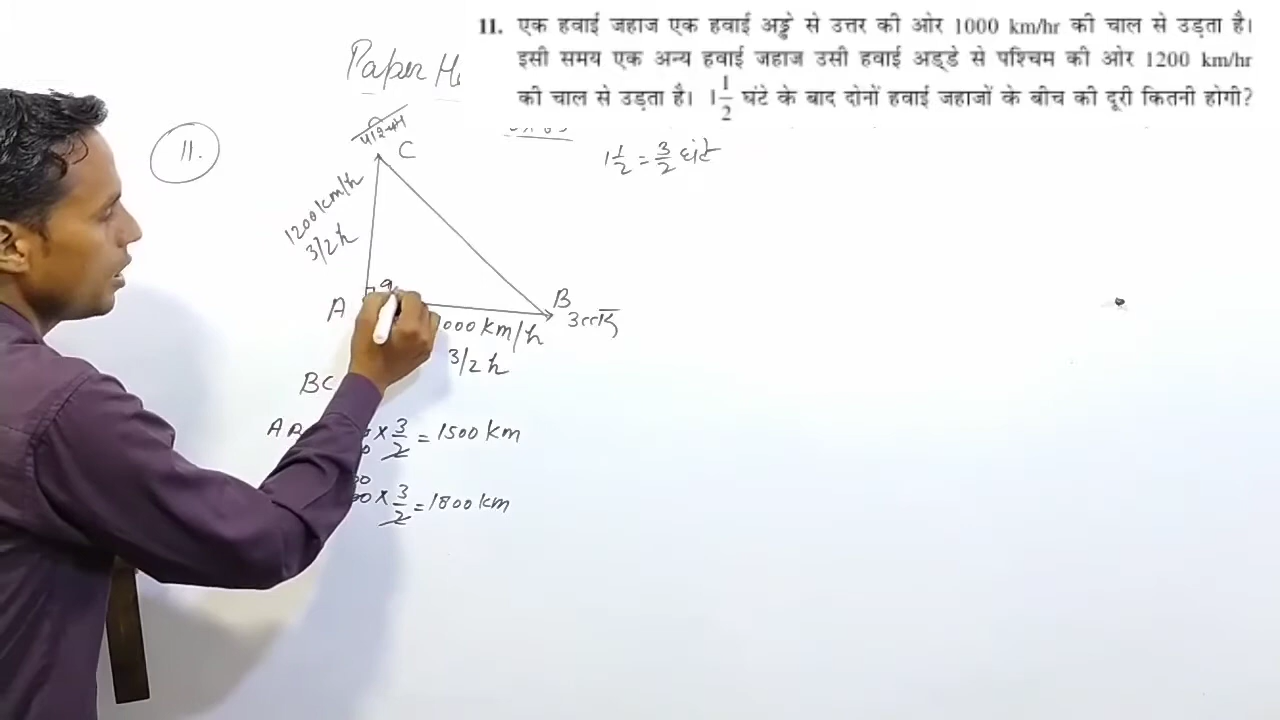 11. एक हवाई जहाज एक हवाई अड्डे से उत्तर की ओर 1000 km/hr की चाल से उड़ता है।
इसी समय एक अन्य हवाई जहाज उसी हवाई अड्डे से पश्चिम की ओर 1200 km/hr
की चाल से उड़ता है। 1 1/2 घंटे के बाद दोनों हवाई जहाजों के बीच की दूरी कितनी होगी?
Paper
11.
पश्चिम
C
1 1/2 = 3/2 घंटे
1200 km/h
3/2 h
A
B
उत्तर
000 km/h
3/2 h
BC
A
× 3/2 = 1500 km
× 3/2 = 1800 km